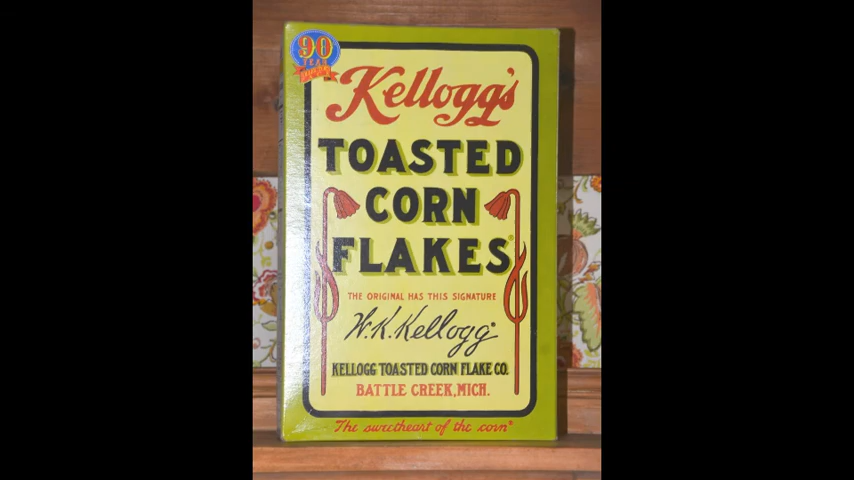 90
YEAR
Kellogg's
TOASTED
CORN
FLAKES®
THE ORIGINAL HAS THIS SIGNATURE
W.K.Kellogg®
KELLOGG TOASTED CORN FLAKE CO.
BATTLE CREEK, MICH.
The sweetheart of the corn®